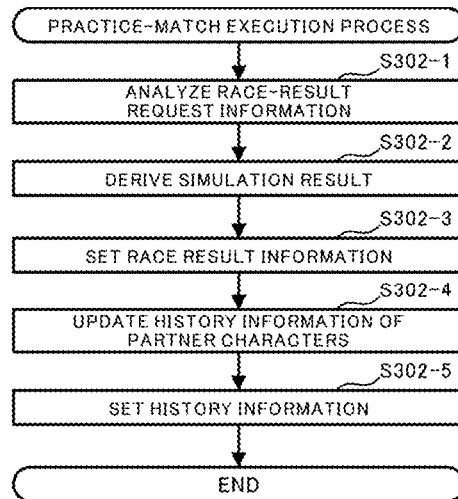 PRACTICE-MATCH EXECUTION PROCESS
S302-1
ANALYZE RACE-RESULT
REQUEST INFORMATION
S302-2
DERIVE SIMULATION RESULT
S302-3
SET RACE RESULT INFORMATION
S302-4
UPDATE HISTORY INFORMATION OF
PARTNER CHARACTERS
S302-5
SET HISTORY INFORMATION
END